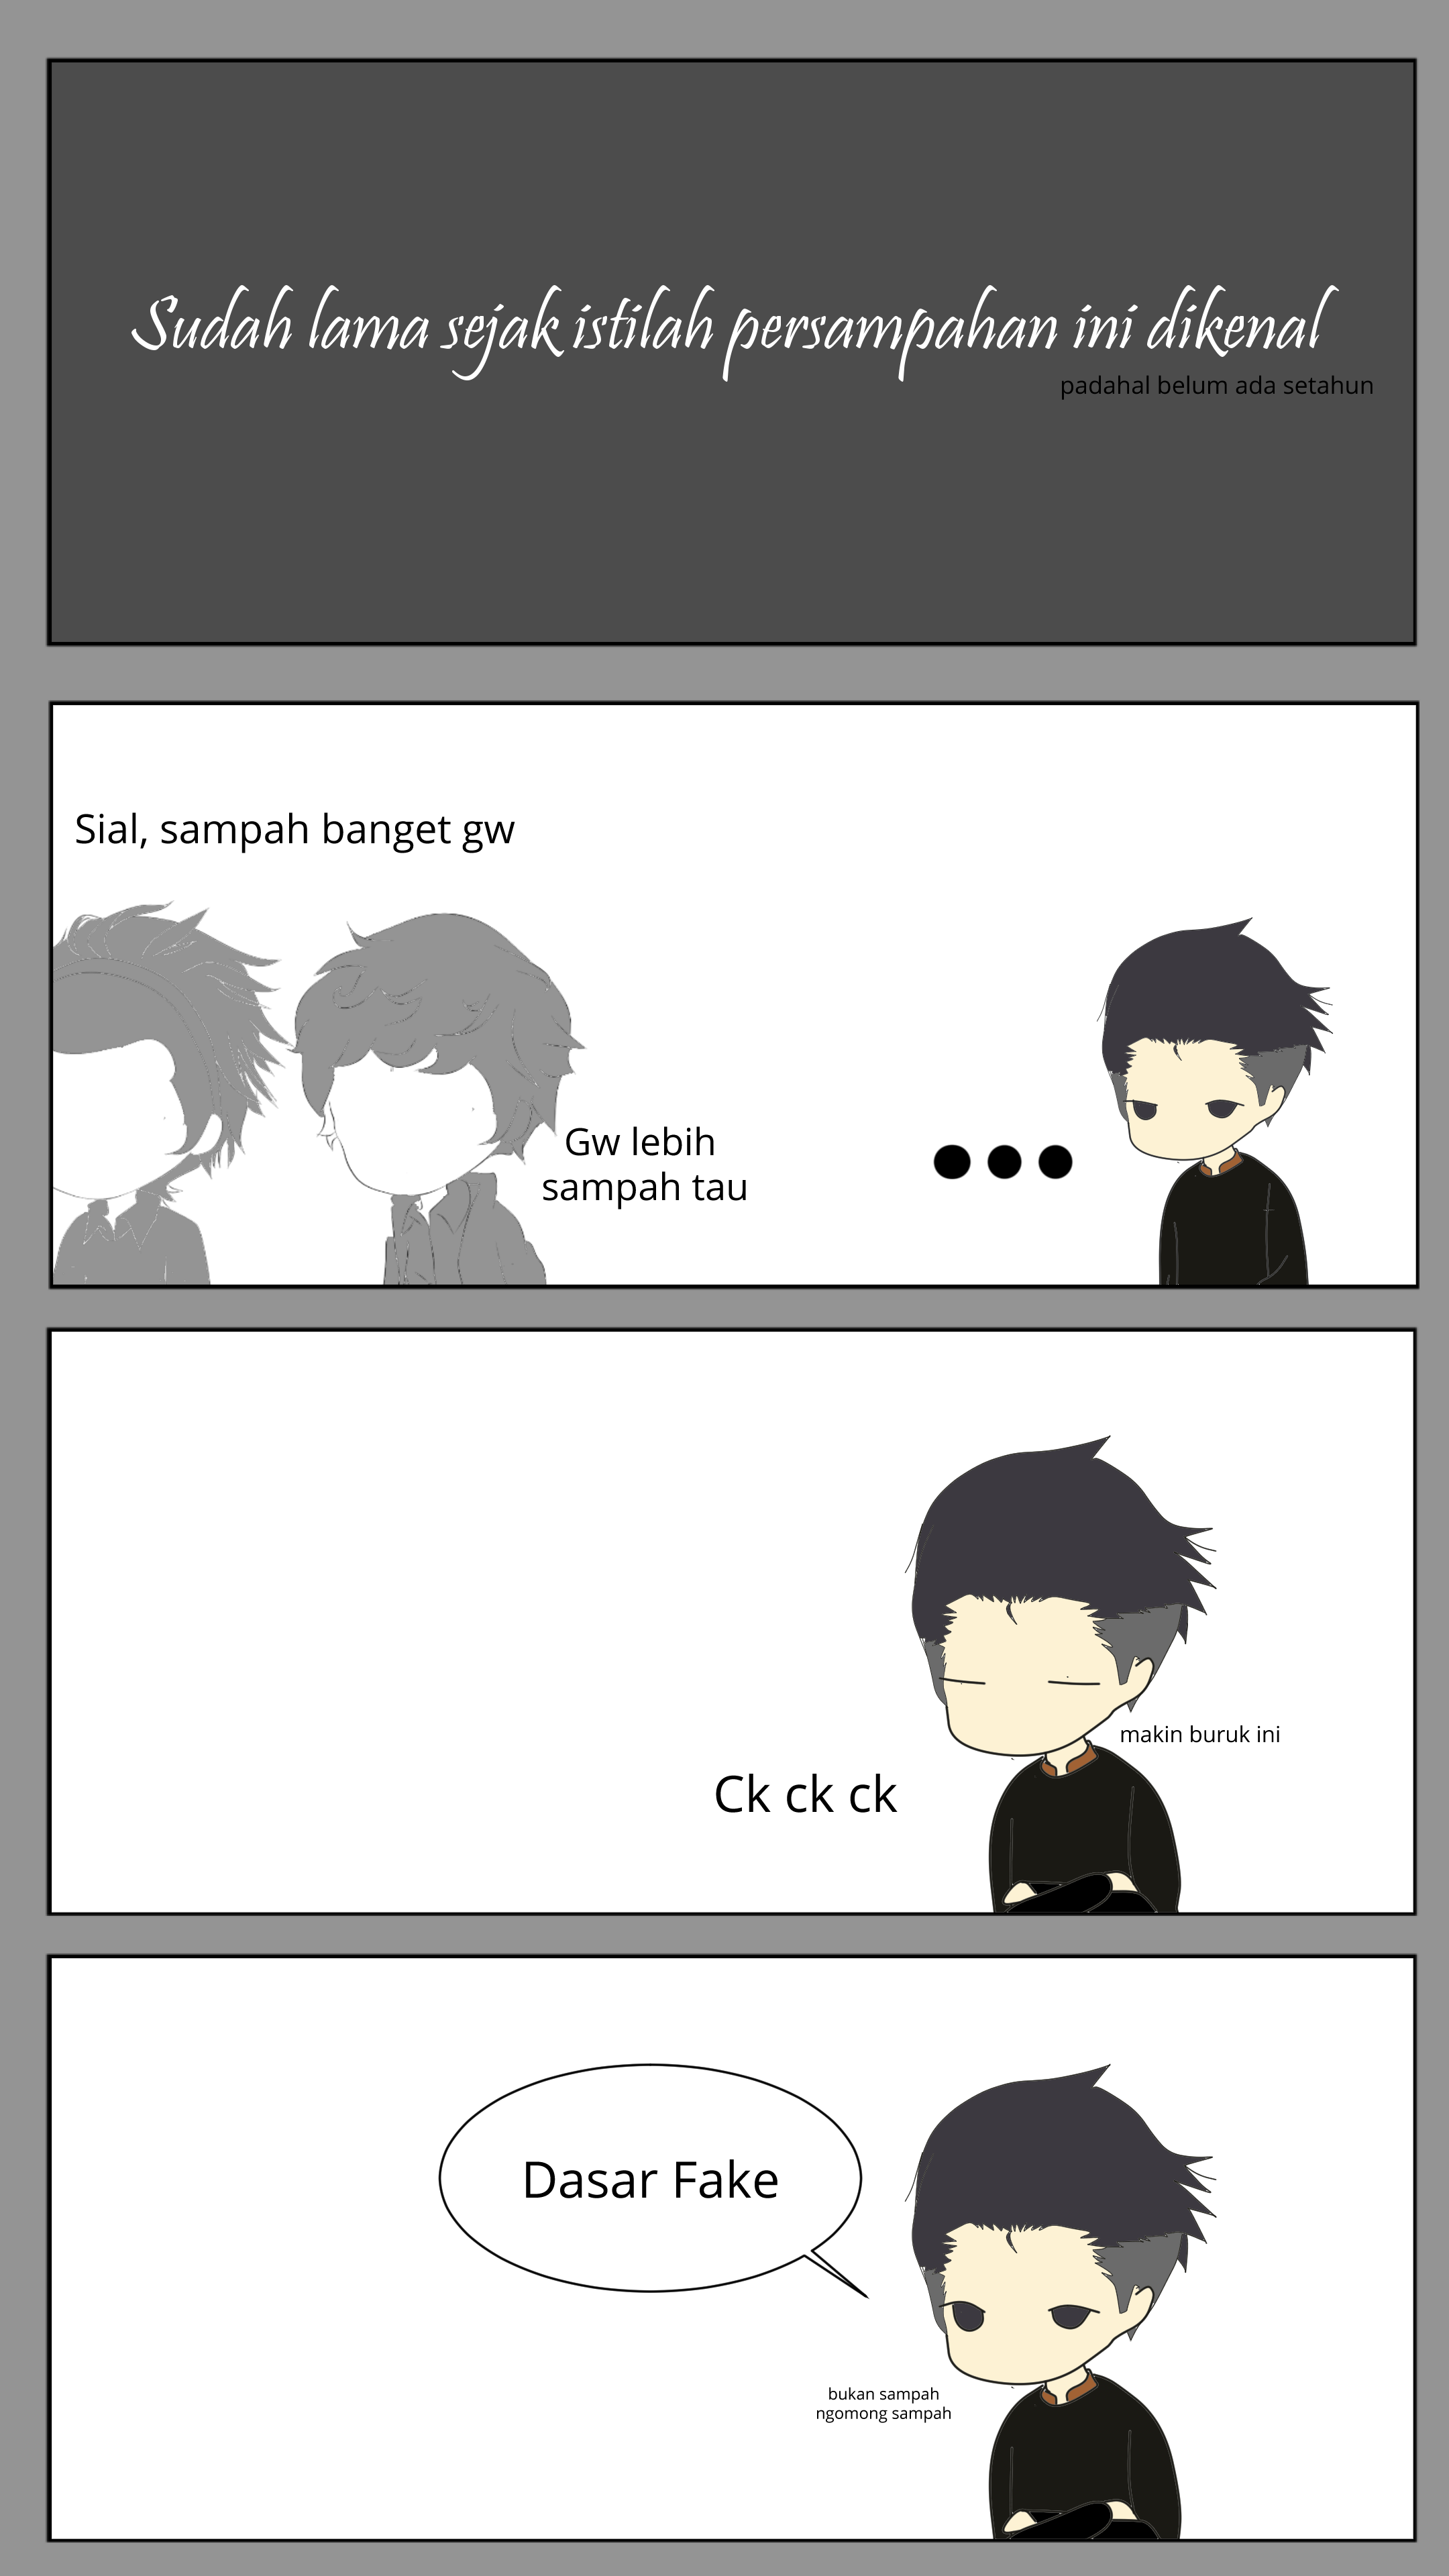 Sudah lama sejak istilah persampahan ini dikenal
padahal belum ada setahun
Sial, sampah banget gw
Gw lebih
sampah tau
makin buruk ini
Ck ck ck
Dasar Fake
bukan sampah
ngomong sampah